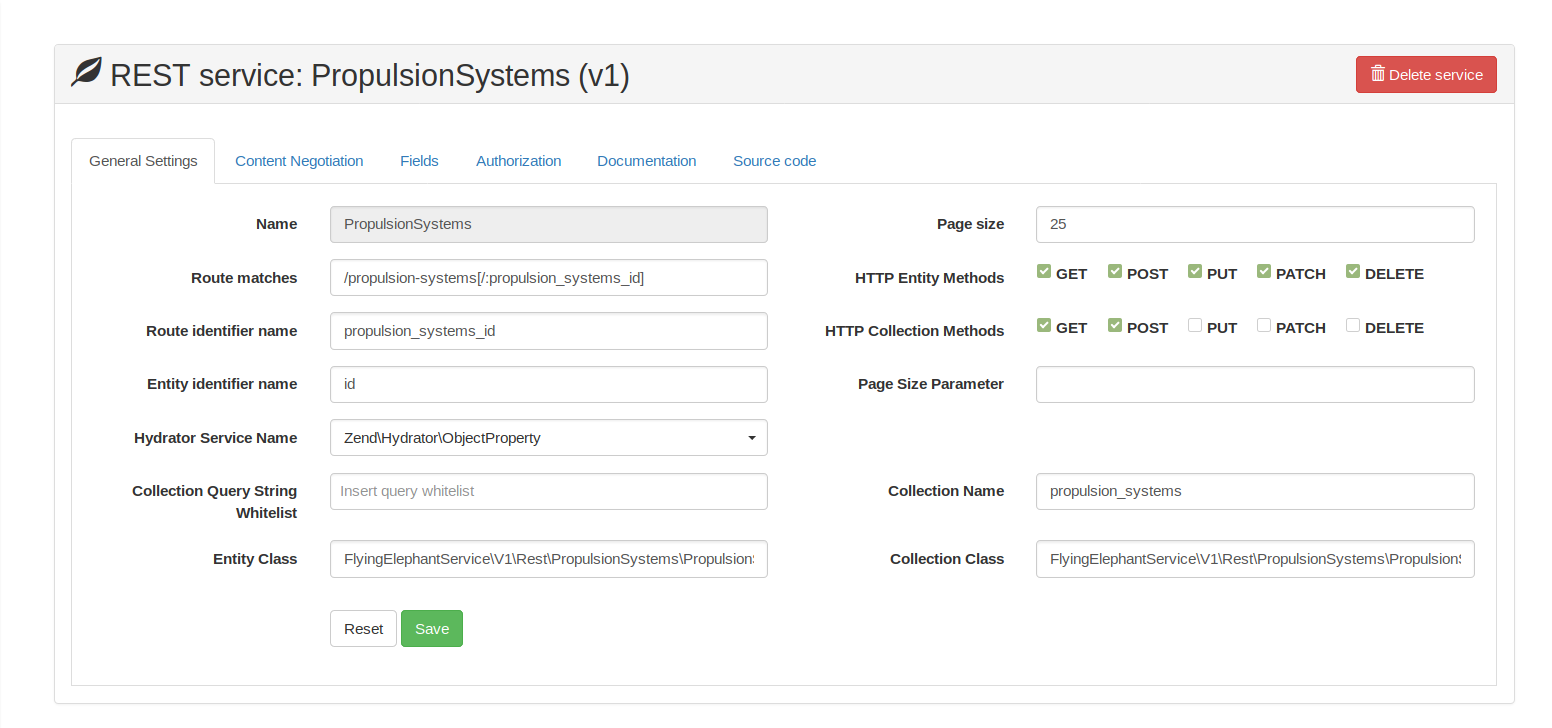 REST service: PropulsionSystems (v1)
Delete service
General Settings
Content Negotiation
Fields
Authorization
Documentation
Source code
Name
PropulsionSystems
Page size
25
Route matches
/propulsion-systems[/:propulsion_systems_id]
HTTP Entity Methods
GET POST PUT PATCH DELETE
Route identifier name
propulsion_systems_id
HTTP Collection Methods
GET POST PUT PATCH DELETE
Entity identifier name
id
Page Size Parameter
Hydrator Service Name
Zend\Hydrator\ObjectProperty
Collection Query String
Whitelist
Insert query whitelist
Collection Name
propulsion_systems
Entity Class
FlyingElephantService\V1\Rest\PropulsionSystems\Propulsion
Collection Class
FlyingElephantService\V1\Rest\PropulsionSystems\Propulsion
Reset
Save